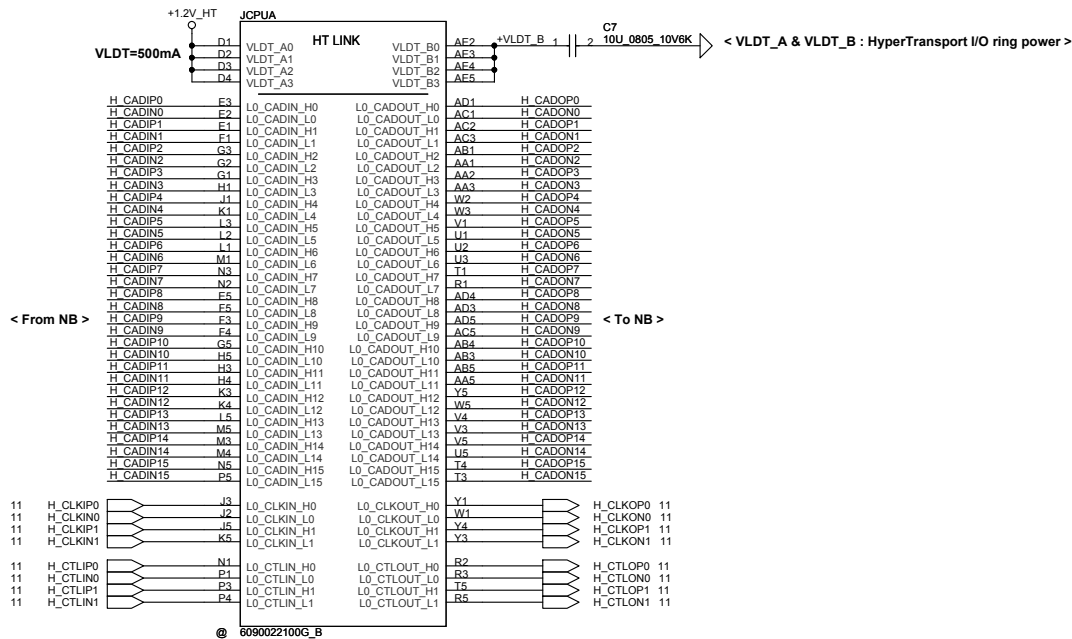 +1.2V_HT
JCPUA
HT LINK
VLDT=500mA
D1 VLDT_A0 VLDT_B0 AE2 +VLDT_B 1 2
D2 VLDT_A1 VLDT_B1 AE3
D3 VLDT_A2 VLDT_B2 AE4
D4 VLDT_A3 VLDT_B3 AE5
C7
10U_0805_10V6K
< VLDT_A & VLDT_B : HyperTransport I/O ring power >
H_CADIP0 E3 L0_CADIN_H0 L0_CADOUT_H0 AD1 H_CADOP0
H_CADIN0 E2 L0_CADIN_L0 L0_CADOUT_L0 AC1 H_CADON0
H_CADIP1 E1 L0_CADIN_H1 L0_CADOUT_H1 AC2 H_CADOP1
H_CADIN1 F1 L0_CADIN_L1 L0_CADOUT_L1 AC3 H_CADON1
H_CADIP2 G3 L0_CADIN_H2 L0_CADOUT_H2 AB1 H_CADOP2
H_CADIN2 G2 L0_CADIN_L2 L0_CADOUT_L2 AA1 H_CADON2
H_CADIP3 G1 L0_CADIN_H3 L0_CADOUT_H3 AA2 H_CADOP3
H_CADIN3 H1 L0_CADIN_L3 L0_CADOUT_L3 AA3 H_CADON3
H_CADIP4 J1 L0_CADIN_H4 L0_CADOUT_H4 W2 H_CADOP4
H_CADIN4 K1 L0_CADIN_L4 L0_CADOUT_L4 W3 H_CADON4
H_CADIP5 L3 L0_CADIN_H5 L0_CADOUT_H5 V1 H_CADOP5
H_CADIN5 L2 L0_CADIN_L5 L0_CADOUT_L5 U1 H_CADON5
H_CADIP6 L1 L0_CADIN_H6 L0_CADOUT_H6 U2 H_CADOP6
H_CADIN6 M1 L0_CADIN_L6 L0_CADOUT_L6 U3 H_CADON6
H_CADIP7 N3 L0_CADIN_H7 L0_CADOUT_H7 T1 H_CADOP7
H_CADIN7 N2 L0_CADIN_L7 L0_CADOUT_L7 R1 H_CADON7
H_CADIP8 E5 L0_CADIN_H8 L0_CADOUT_H8 AD4 H_CADOP8
H_CADIN8 F5 L0_CADIN_L8 L0_CADOUT_L8 AD3 H_CADON8
H_CADIP9 F3 L0_CADIN_H9 L0_CADOUT_H9 AD5 H_CADOP9
H_CADIN9 F4 L0_CADIN_L9 L0_CADOUT_L9 AC5 H_CADON9
H_CADIP10 G5 L0_CADIN_H10 L0_CADOUT_H10 AB4 H_CADOP10
H_CADIN10 H5 L0_CADIN_L10 L0_CADOUT_L10 AB3 H_CADON10
H_CADIP11 H3 L0_CADIN_H11 L0_CADOUT_H11 AB5 H_CADOP11
H_CADIN11 H4 L0_CADIN_L11 L0_CADOUT_L11 AA5 H_CADON11
H_CADIP12 K3 L0_CADIN_H12 L0_CADOUT_H12 Y5 H_CADOP12
H_CADIN12 K4 L0_CADIN_L12 L0_CADOUT_L12 W5 H_CADON12
H_CADIP13 L5 L0_CADIN_H13 L0_CADOUT_H13 V4 H_CADOP13
H_CADIN13 M5 L0_CADIN_L13 L0_CADOUT_L13 V3 H_CADON13
H_CADIP14 M3 L0_CADIN_H14 L0_CADOUT_H14 V5 H_CADOP14
H_CADIN14 M4 L0_CADIN_L14 L0_CADOUT_L14 U5 H_CADON14
H_CADIP15 N5 L0_CADIN_H15 L0_CADOUT_H15 T4 H_CADOP15
H_CADIN15 P5 L0_CADIN_L15 L0_CADOUT_L15 T3 H_CADON15
< From NB >
< To NB >
11 H_CLKIP0 J3 L0_CLKIN_H0 L0_CLKOUT_H0 Y1 H_CLKOP0 11
11 H_CLKIN0 J2 L0_CLKIN_L0 L0_CLKOUT_L0 W1 H_CLKON0 11
11 H_CLKIP1 J5 L0_CLKIN_H1 L0_CLKOUT_H1 Y4 H_CLKOP1 11
11 H_CLKIN1 K5 L0_CLKIN_L1 L0_CLKOUT_L1 Y3 H_CLKON1 11
11 H_CTLIP0 N1 L0_CTLIN_H0 L0_CTLOUT_H0 R2 H_CTLOP0 11
11 H_CTLIN0 P1 L0_CTLIN_L0 L0_CTLOUT_L0 R3 H_CTLON0 11
11 H_CTLIP1 P3 L0_CTLIN_H1 L0_CTLOUT_H1 T5 H_CTLOP1 11
11 H_CTLIN1 P4 L0_CTLIN_L1 L0_CTLOUT_L1 R5 H_CTLON1 11
@ 6090022100G_B